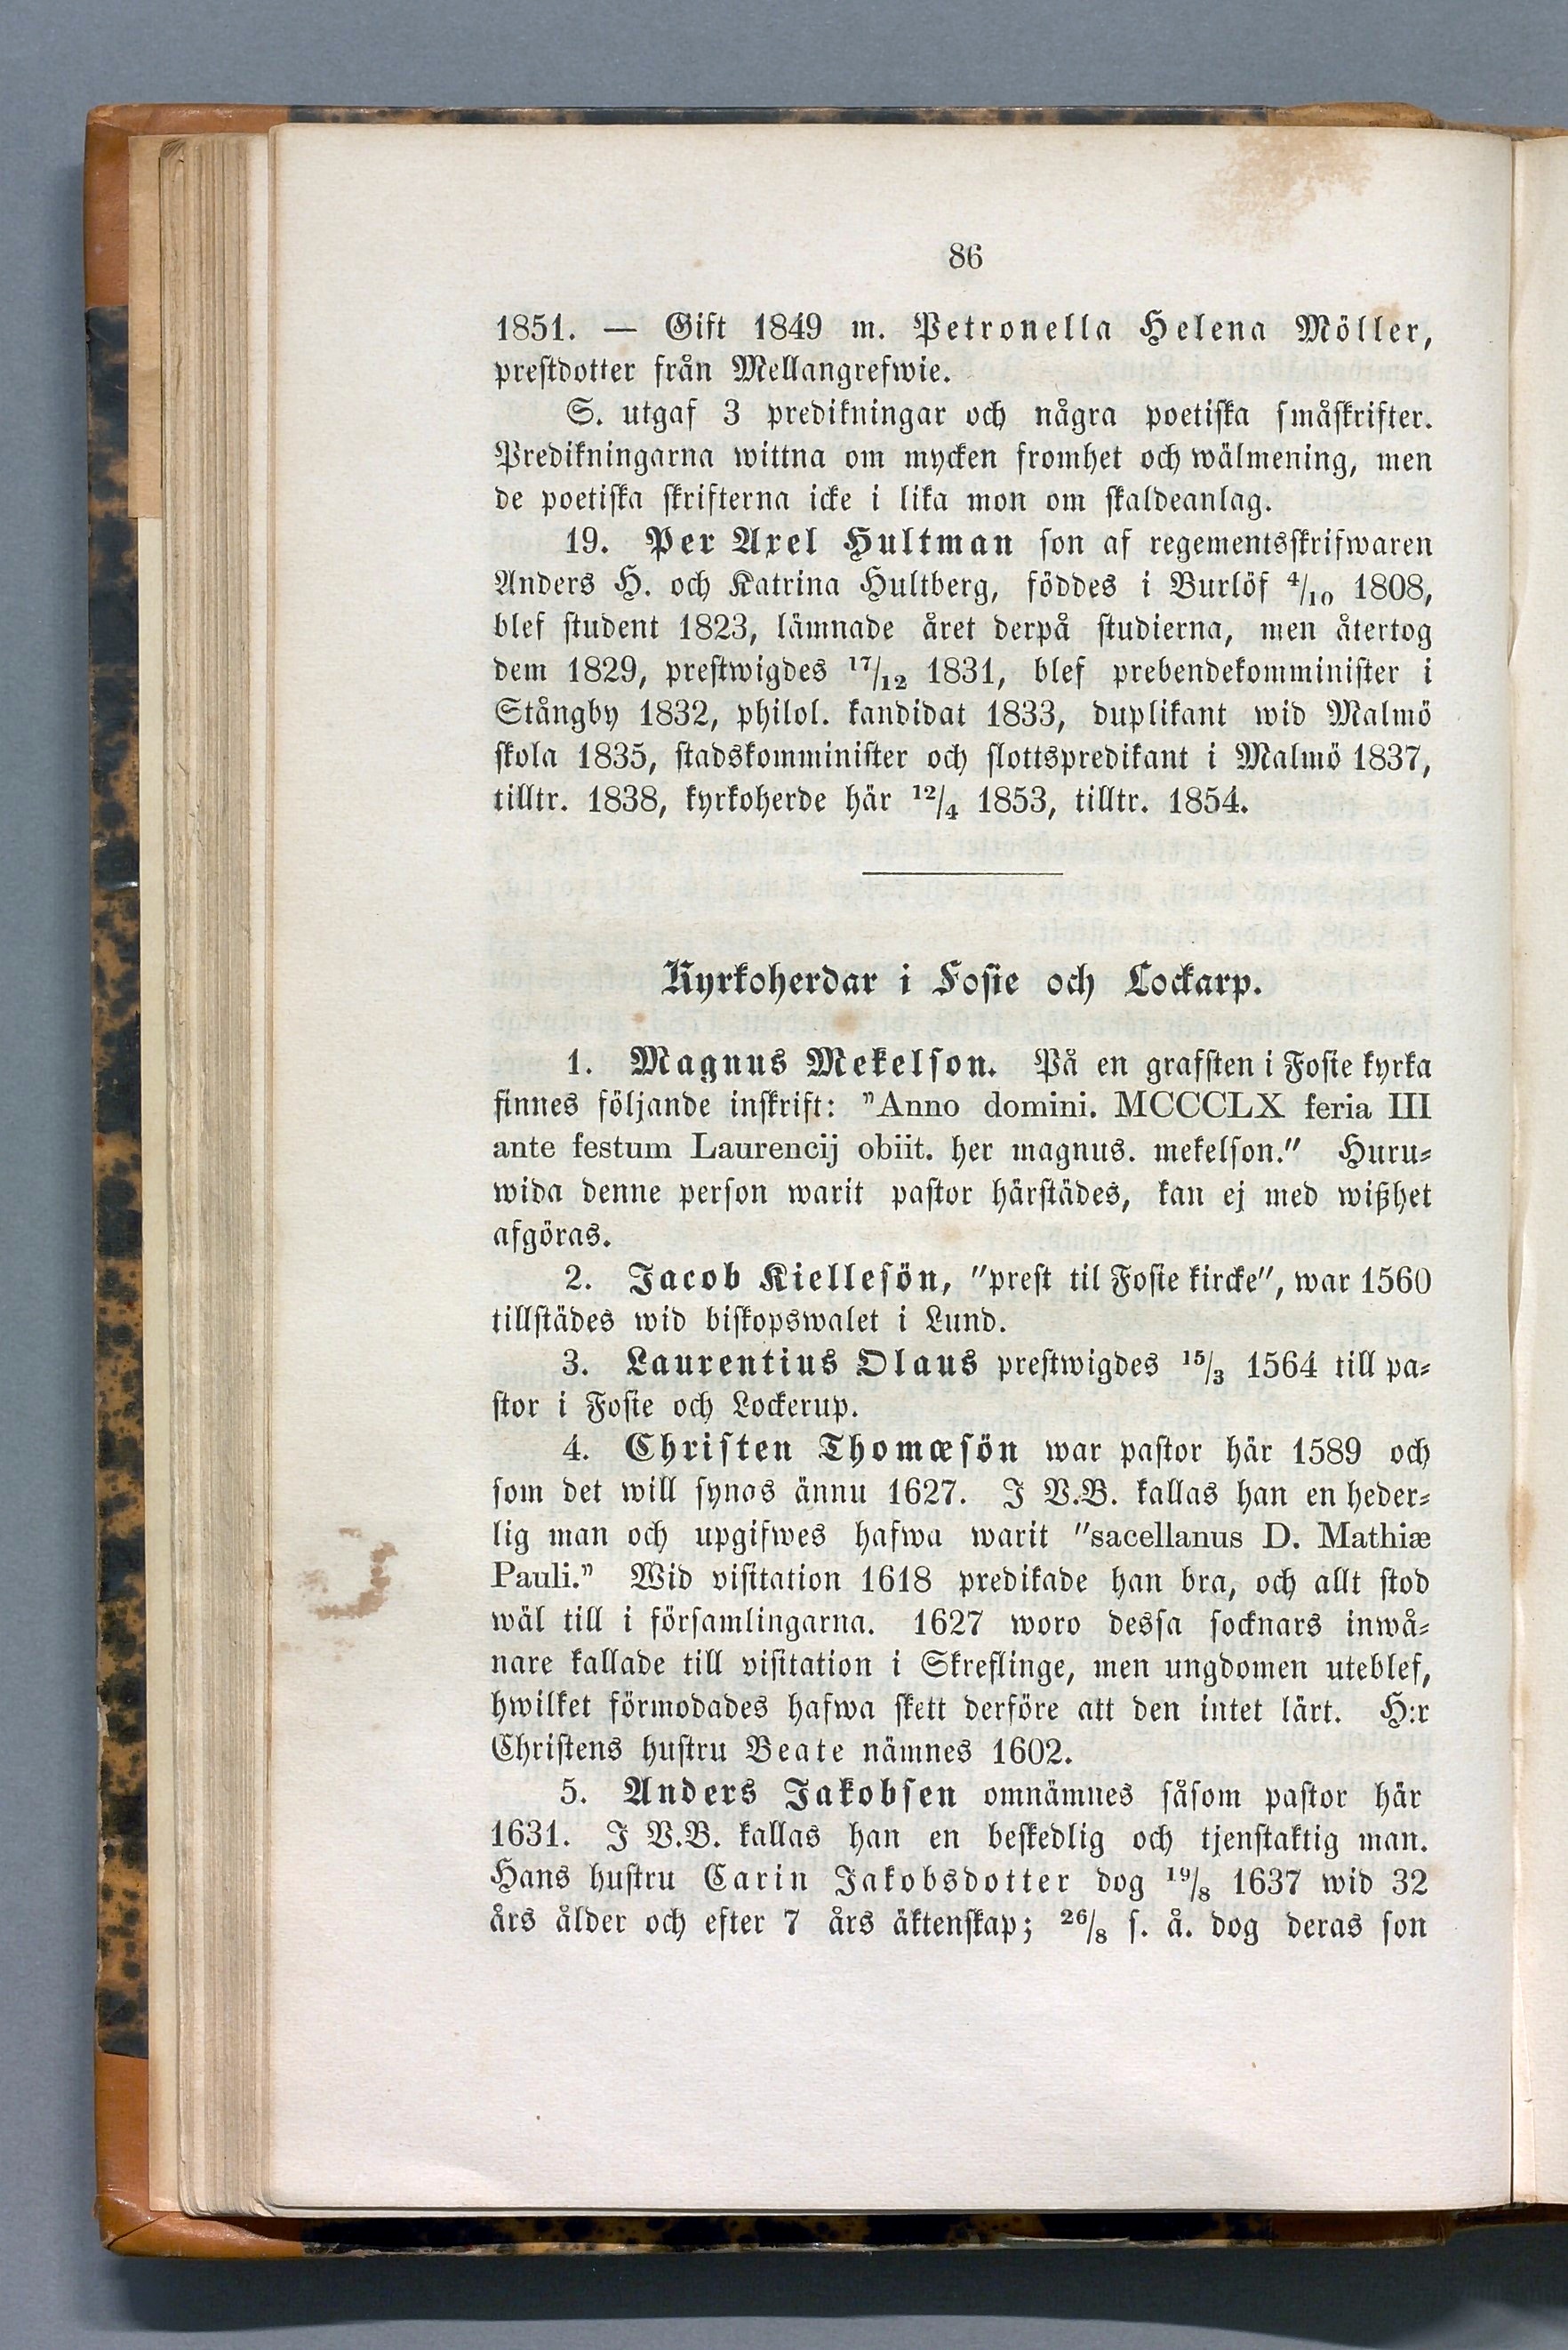 86
1851. — Gift 1849 m. Petronella Helena Möller,
prestdotter från Mellangrefwie.
S. utgaf 3 predikningar och några poetiska småskrifter.
Predikningarna wittna om mycken fromhet och wälmening, men
de poetiska skrifterna icke i lika mon om skaldeanlag.
19. Per Axel Hultman son af regementsskrifwaren
Anders H. och Katrina Hultberg, föddes i Burlöf 4/10 1808,
blef student 1823, lämnade året derpå studierna, men återtog
dem 1829, prestwigdes 17/12 1831, blef prebendekomminister i
Stångby 1832, philol. kandidat 1833, duplikant wid Malmö
skola 1835, stadskomminister och slottspredikant i Malmö 1837,
tilltr. 1838, kyrkoherde här 12/4 1853, tilltr. 1854.
Kyrkoherdar i Fosie och Lockarp.
1. Magnus Mekelson. På en grafsten i Fosie kyrka
finnes följande inskrift: "Anno domini. MCCCLX feria III
ante festum Laurencij obiit. her magnus. mekelson." Huru-
wida denne person warit pastor härstädes, kan ej med wißhet
afgöras.
2. Jacob Kiellesön, "prest til Fosie kircke", war 1560
tillstädes wid biskopswalet i Lund.
3. Laurentius Olaus prestwigdes 15/3 1564 till pa-
stor i Fosie och Lockerup.
4. Christen Thomæsön war pastor här 1589 och
som det will synas ännu 1627. I V.B. kallas han en heder-
lig man och upgifwes hafwa warit "sacellanus D. Mathiæ
Pauli." Wid visitation 1618 predikade han bra, och allt stod
wäl till i församlingarna. 1627 woro dessa socknars inwå-
nare kallade till visitation i Skreflinge, men ungdomen uteblef,
hwilket förmodades hafwa skett derföre att den intet lärt. H:r
Christens hustru Beate nämnes 1602.
5. Anders Jakobsen omnämnes såsom pastor här
1631. I V.B. kallas han en beskedlig och tjenstaktig man.
Hans hustru Carin Jakobsdotter dog 19/8 1637 wid 32
års ålder och efter 7 års äktenskap; 26/8 s. å. dog deras son